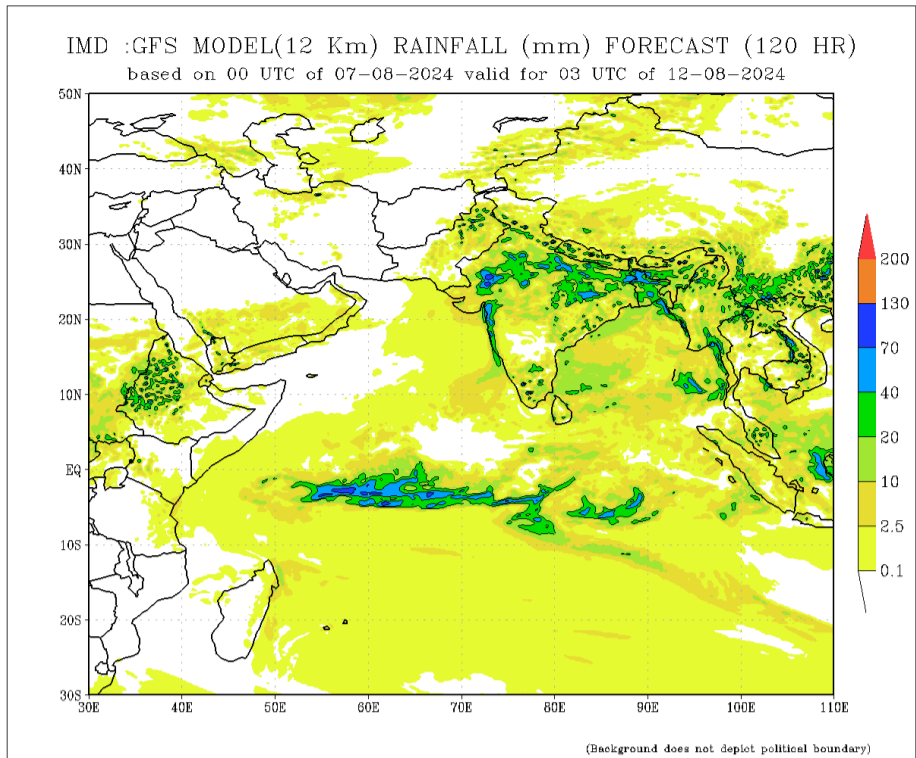 IMD :GFS MODEL(12 Km) RAINFALL (mm) FORECAST (120 HR)
based on 00 UTC of 07-08-2024 valid for 03 UTC of 12-08-2024
50N
40N
30N
20N
10N
EQ
10S
20S
30S
30E 40E 50E 60E 70E 80E 90E 100E 110E
200
130
70
40
20
10
2.5
0.1
(Background does not depict political boundary)